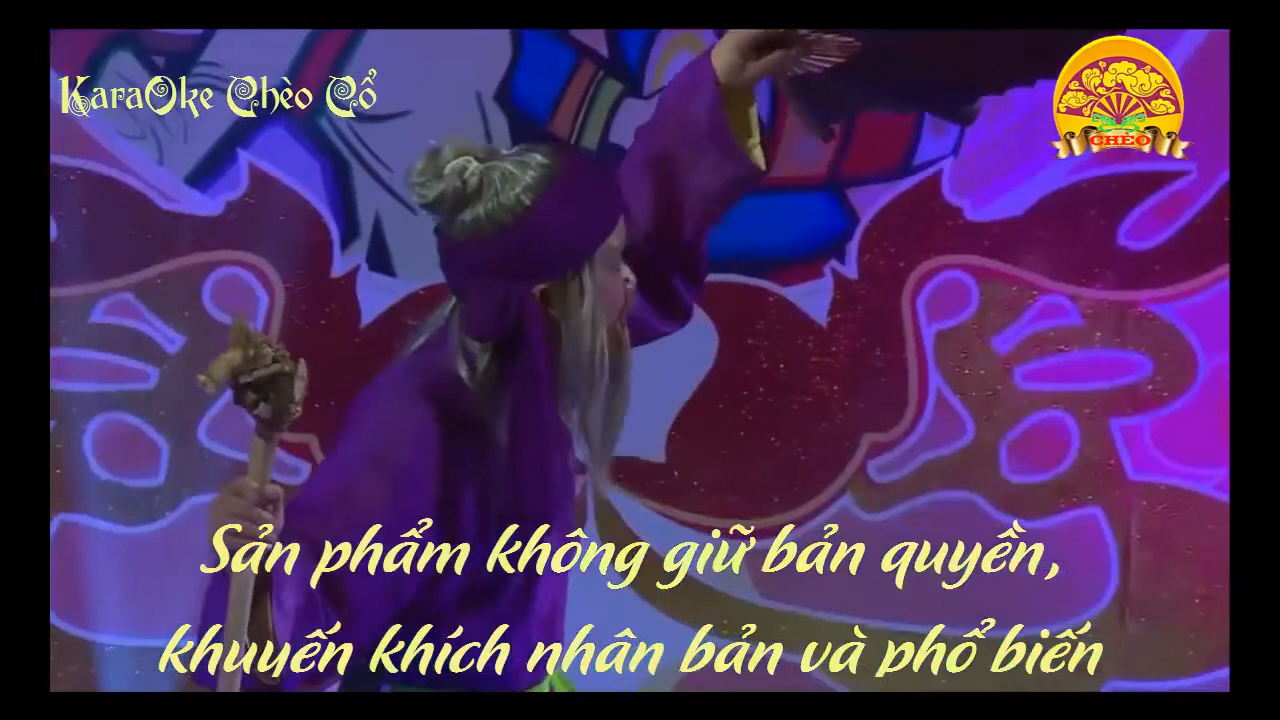 KaraOke Chèo Cổ
CHÈO
Sản phẩm không giữ bản quyền,
khuyến khích nhân bản và phổ biến